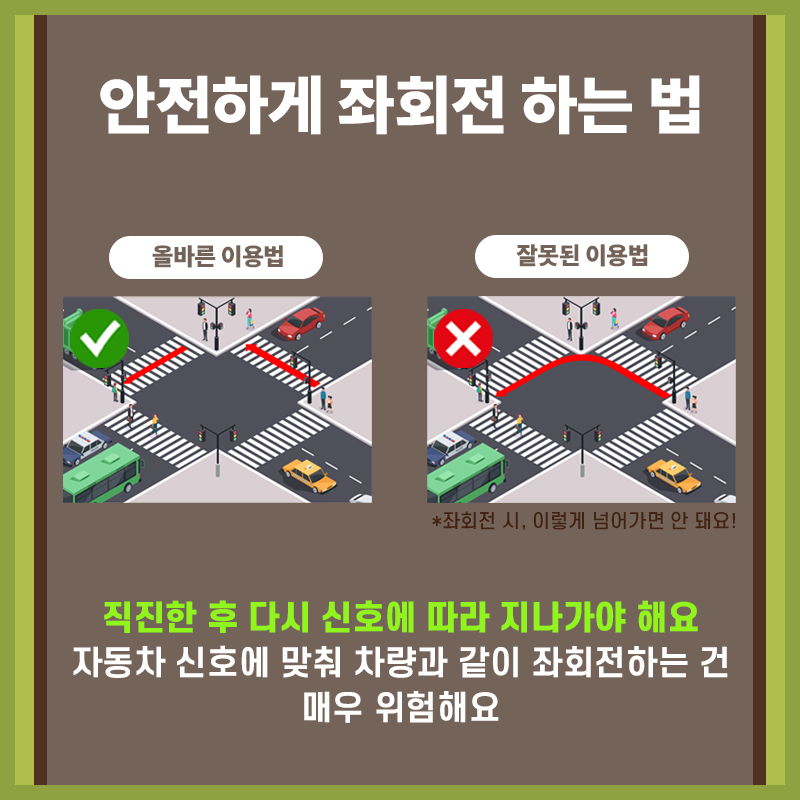 안전하게 좌회전 하는 법
올바른 이용법
잘못된 이용법
*좌회전 시, 이렇게 넘어가면 안 돼요!
직진한 후 다시 신호에 따라 지나가야 해요
자동차 신호에 맞춰 차량과 같이 좌회전하는 건
매우 위험해요